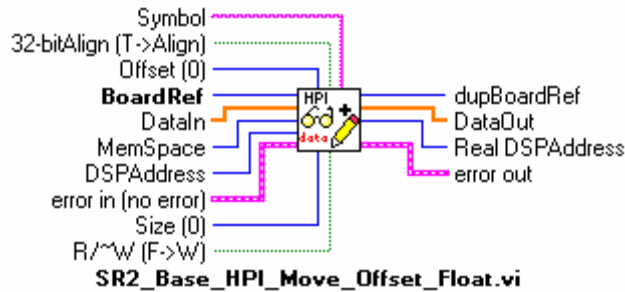 Symbol
32-bitAlign (T->Align)
Offset (0)
BoardRef
DataIn
MemSpace
DSPAddress
error in (no error)
Size (0)
R/~W (F->W)
HPI
data
dupBoardRef
DataOut
Real DSPAddress
error out
SR2_Base_HPI_Move_Offset_Float.vi